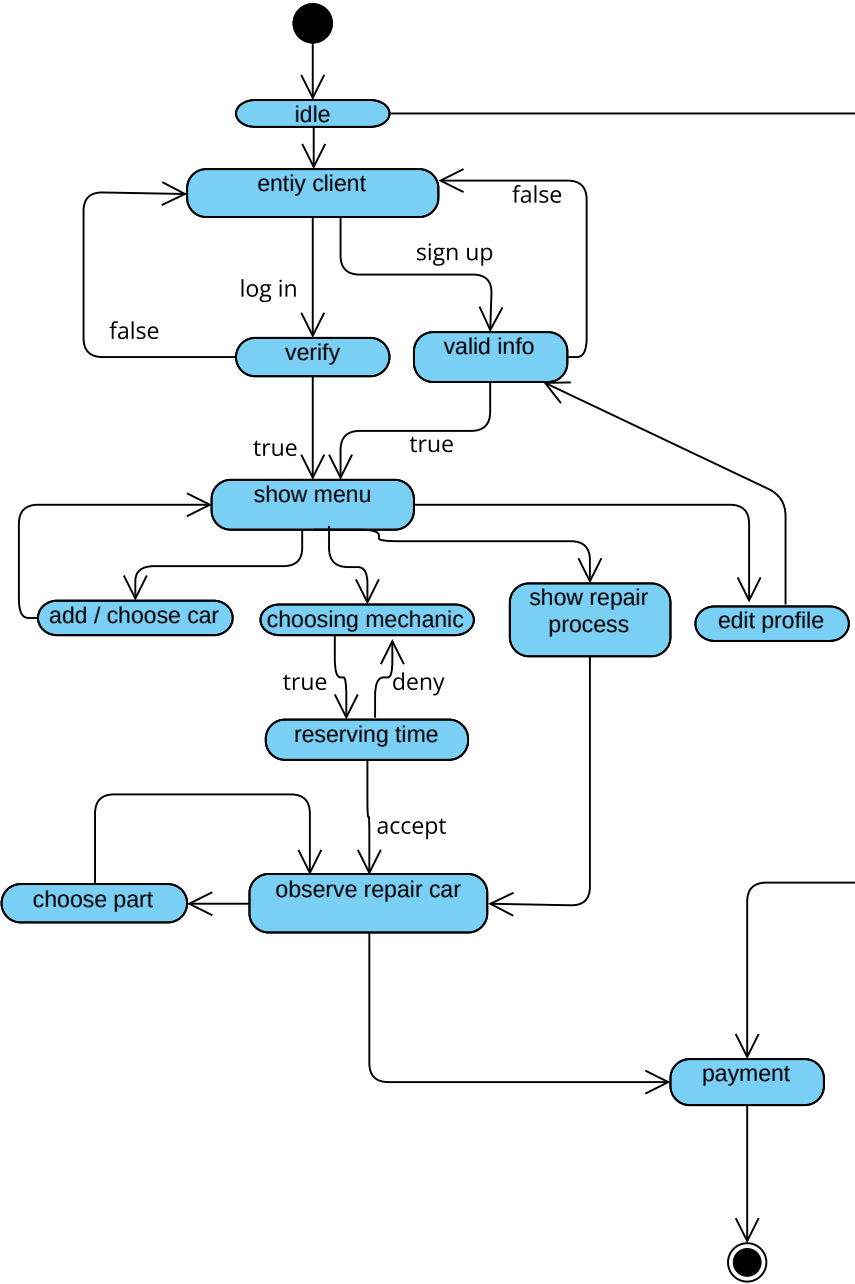 idle
entiy client
false
sign up
log in
false
verify
valid info
true
true
show menu
add / choose car
choosing mechanic
show repair
process
edit profile
true
deny
reserving time
accept
choose part
observe repair car
payment